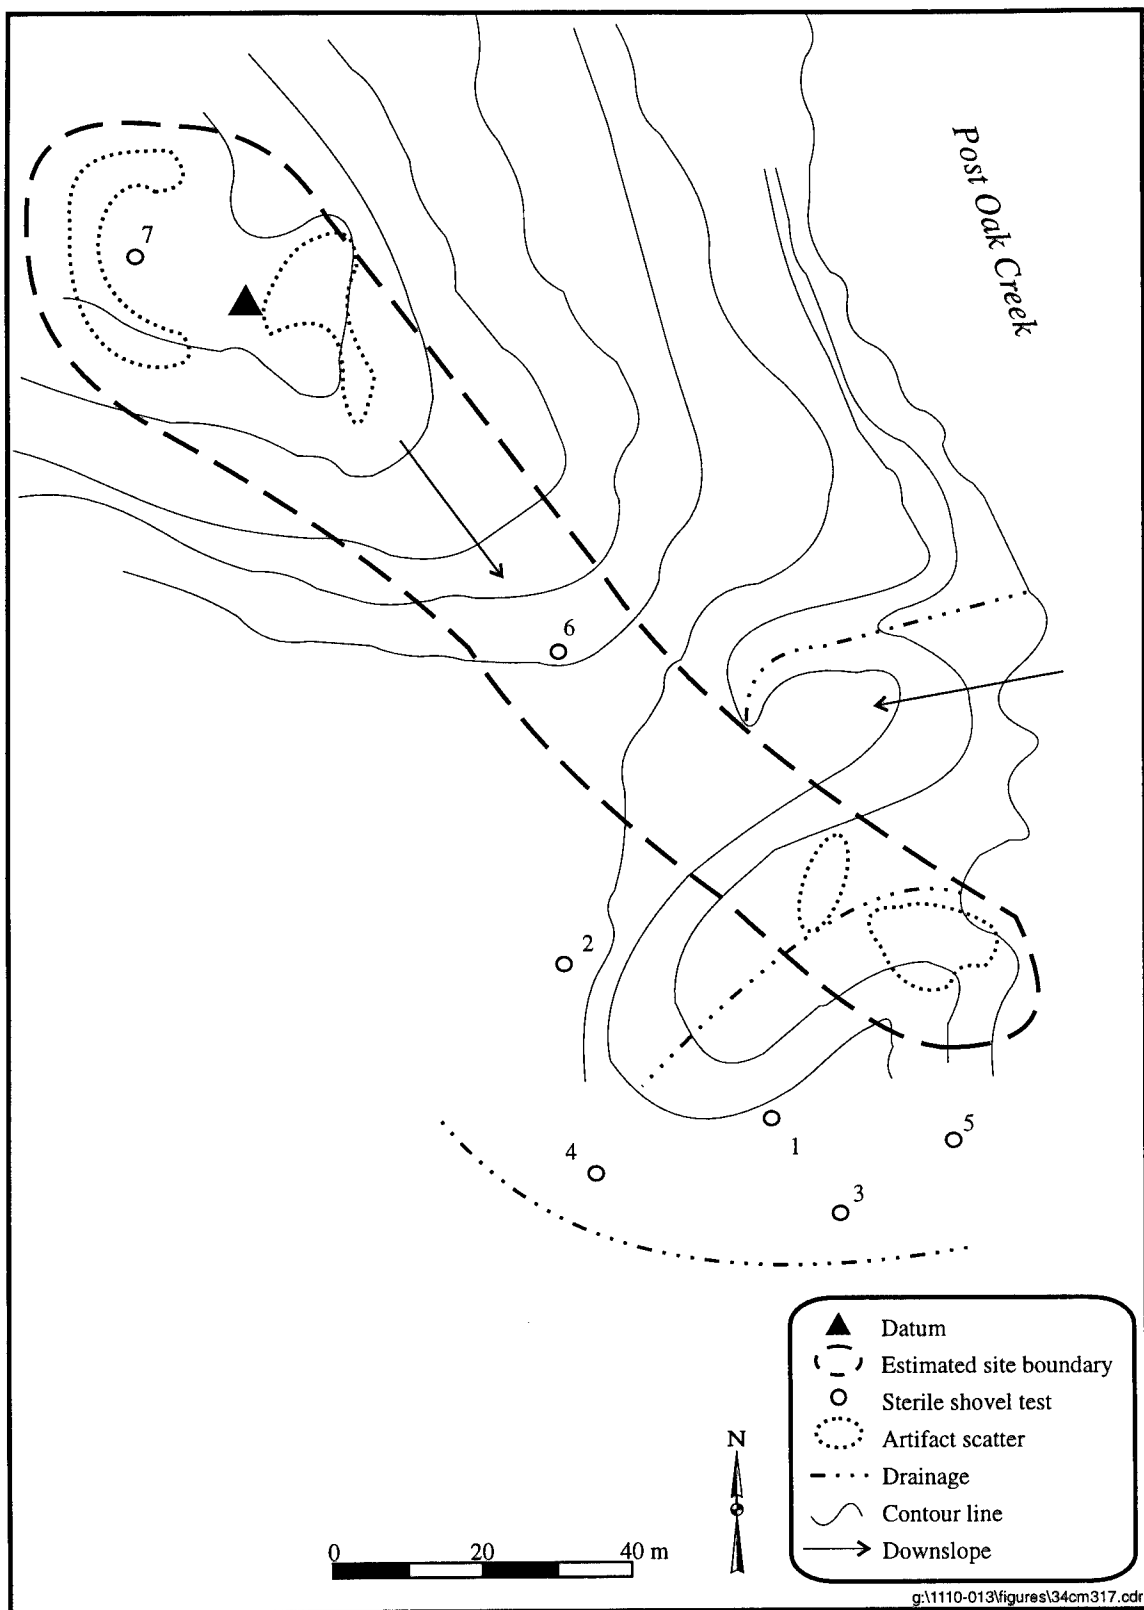 Post Oak Creek
7
6
2
1
5
4
3
Datum
Estimated site boundary
Sterile shovel test
Artifact scatter
Drainage
Contour line
Downslope
N
0 20 40 m
g:\1110-013\figures\34cm317.cdr